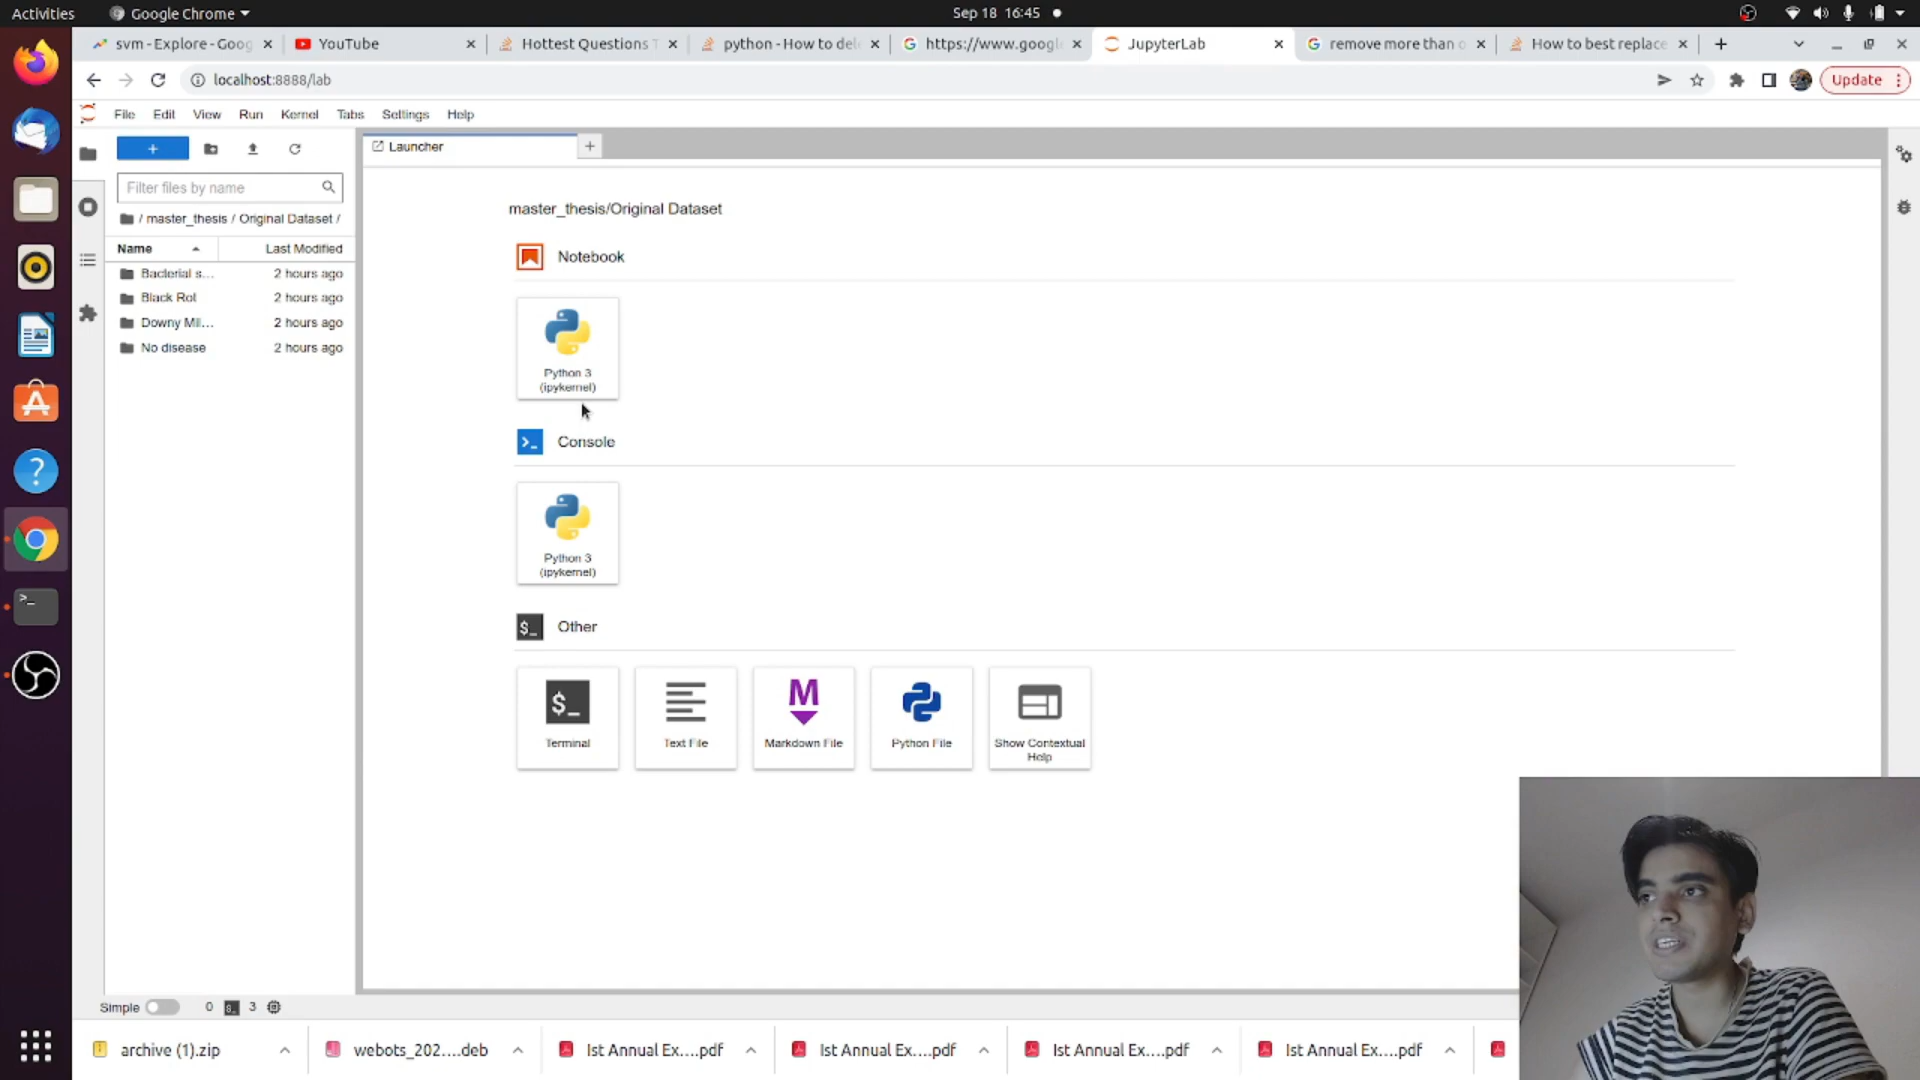 Activities
Google Chrome
Sep 18 16:45
svm - Explore - Goog
YouTube
Hottest Questions
python - How to del
https://www.googl
JupyterLab
remove more than o
How to best replace
localhost:8888/lab
Update
File Edit View Run Kernel Tabs Settings Help
Launcher
Filter files by name
/ master_thesis / Original Dataset /
Name Last Modified
Bacterial s... 2 hours ago
Black Rot 2 hours ago
Downy Mil... 2 hours ago
No disease 2 hours ago
master_thesis/Original Dataset
Notebook
Python 3
(ipykernel)
Console
Python 3
(ipykernel)
$_ Other
$_
Terminal
Text File
M
Markdown File
Python File
Show Contextual
Help
Simple 0 3
archive (1).zip
webots_202....deb
Ist Annual Ex....pdf
Ist Annual Ex....pdf
Ist Annual Ex....pdf
Ist Annual Ex....pdf